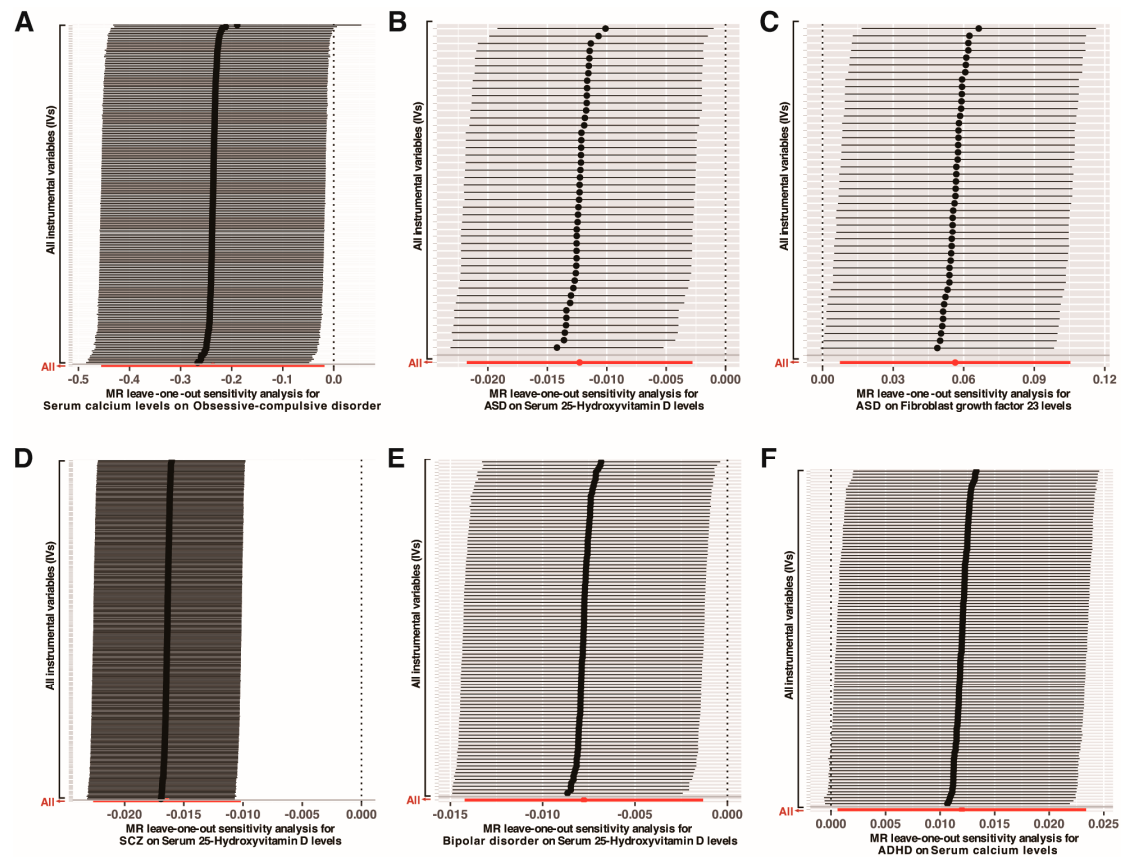 A
All instrumental variables (IVs)
All
-0.5 -0.4 -0.3 -0.2 -0.1 0.0
MR leave -one-out sensitivity analysis for
Serum calcium levels on Obsessive-compulsive disorder
B
All instrumental variables (IVs)
All
-0.020 -0.015 -0.010 -0.005 0.000
MR leave-one-out sensitivity analysis for
ASD on Serum 25-Hydroxyvitamin D levels
C
All instrumental variables (IVs)
All
0.00 0.03 0.06 0.09 0.12
MR leave -one -out sensitivity analysis for
ASD on Fibroblast growth factor 23 levels
D
All instrumental variables (IVs)
All
-0.020 -0.015 -0.010 -0.005 0.000
MR leave-one-out sensitivity analysis for
SCZ on Serum 25-Hydroxyvitamin D levels
E
All instrumental variables (IVs)
All
-0.015 -0.010 -0.005 0.000
MR leave-one-out sensitivity analysis for
Bipolar disorder on Serum 25-Hydroxyvitamin D levels
F
All instrumental variables (IVs)
All
0.000 0.005 0.010 0.015 0.020 0.025
MR leave-one-out sensitivity analysis for
ADHD on Serum calcium levels